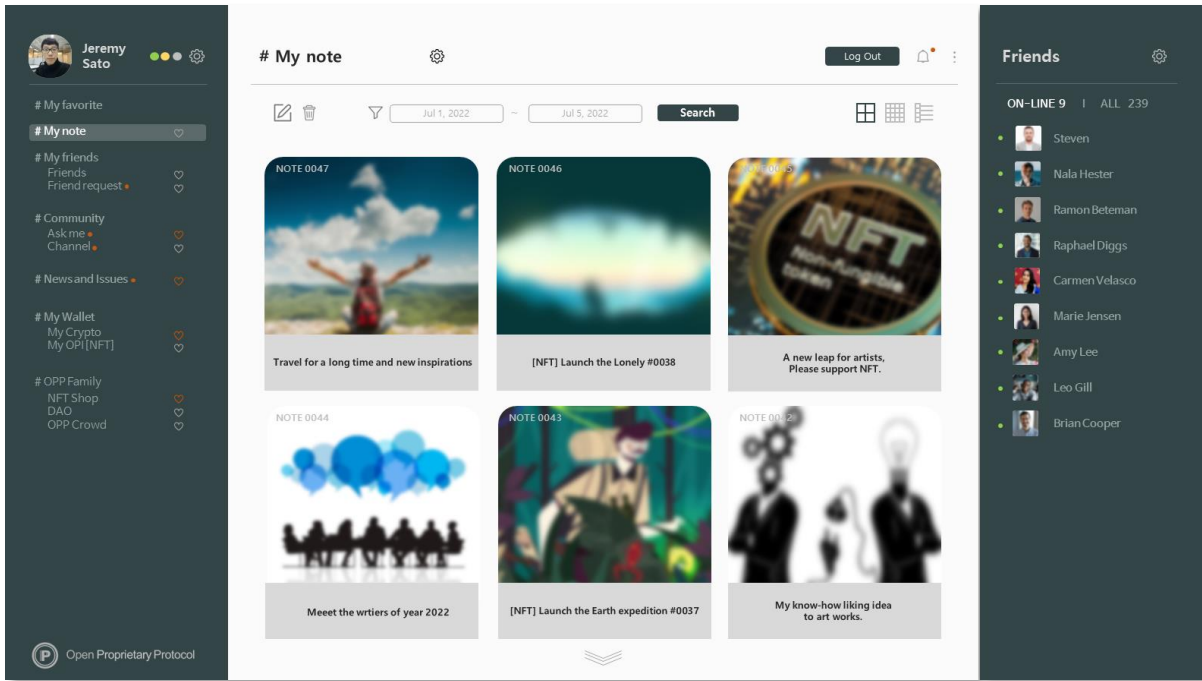 Jeremy
Sato
# My favorite
# My note
# My friends
Friends
Friend request
# Community
Ask me
Channel
# News and Issues
# My Wallet
My Crypto
My OPI [NFT]
# OPP Family
NFT Shop
DAO
OPP Crowd
P
Open Proprietary Protocol
# My note
Log Out
Jul 1, 2022
~
Jul 5, 2022
Search
NOTE 0047
Travel for a long time and new inspirations
NOTE 0046
[NFT] Launch the Lonely #0038
NOTE 0045
NFT
Non-fungible
token
A new leap for artists,
Please support NFT.
NOTE 0044
Meeet the wrtiers of year 2022
NOTE 0043
[NFT] Launch the Earth expedition #0037
NOTE 0042
My know-how liking idea
to art works.
Friends
ON-LINE 9 | ALL 239
Steven
Nala Hester
Ramon Beteman
Raphael Diggs
Carmen Velasco
Marie Jensen
Amy Lee
Leo Gill
Brian Cooper